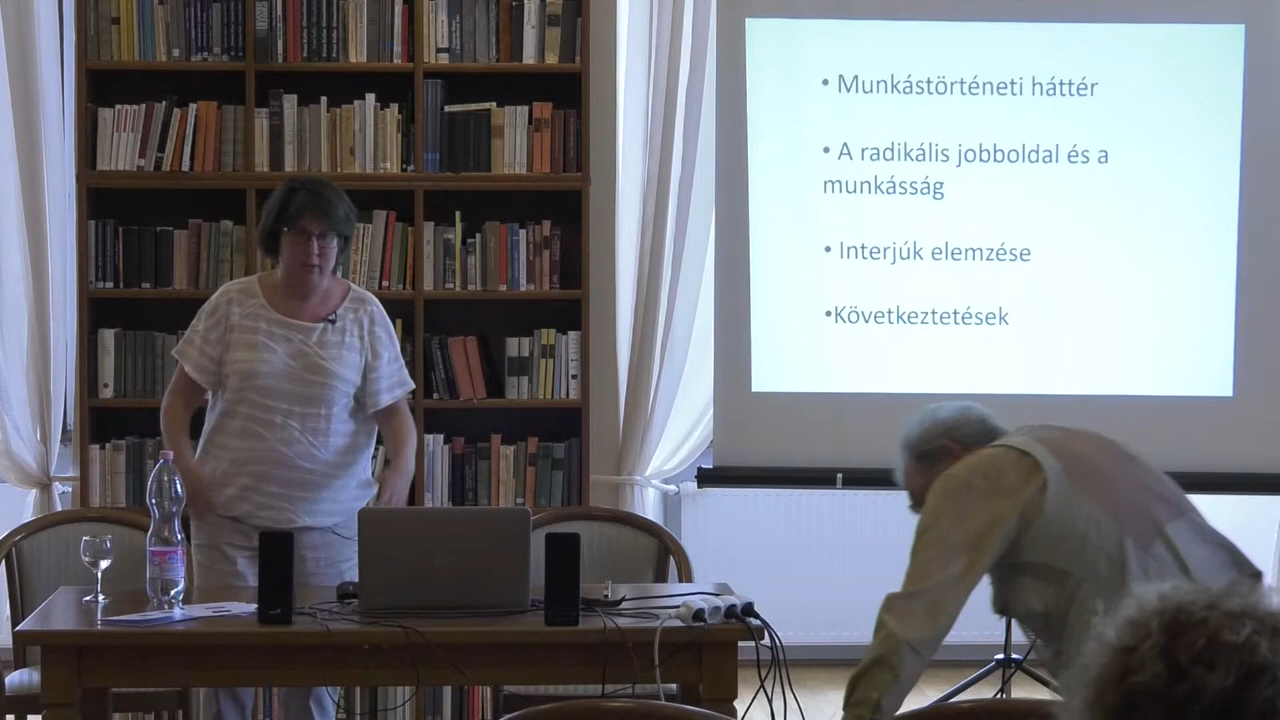 • Munkástörténeti háttér
• A radikális jobboldal és a
munkásság
• Interjúk elemzése
•Következtetések